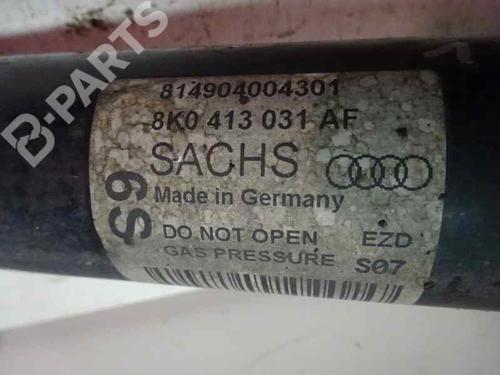 B-PARTS
814904004301
8K0 413 031 AF
SACHS
Made in Germany
S9
DO NOT OPEN EZD
GAS PRESSURE S07